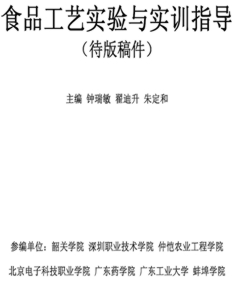 食品工艺实验与实训指导
（待版稿件）
主编 钟瑞敏 翟迪升 朱定和
参编单位：韶关学院 深圳职业技术学院 仲恺农业工程学院
北京电子科技职业学院 广东药学院 广东工业大学 蚌埠学院